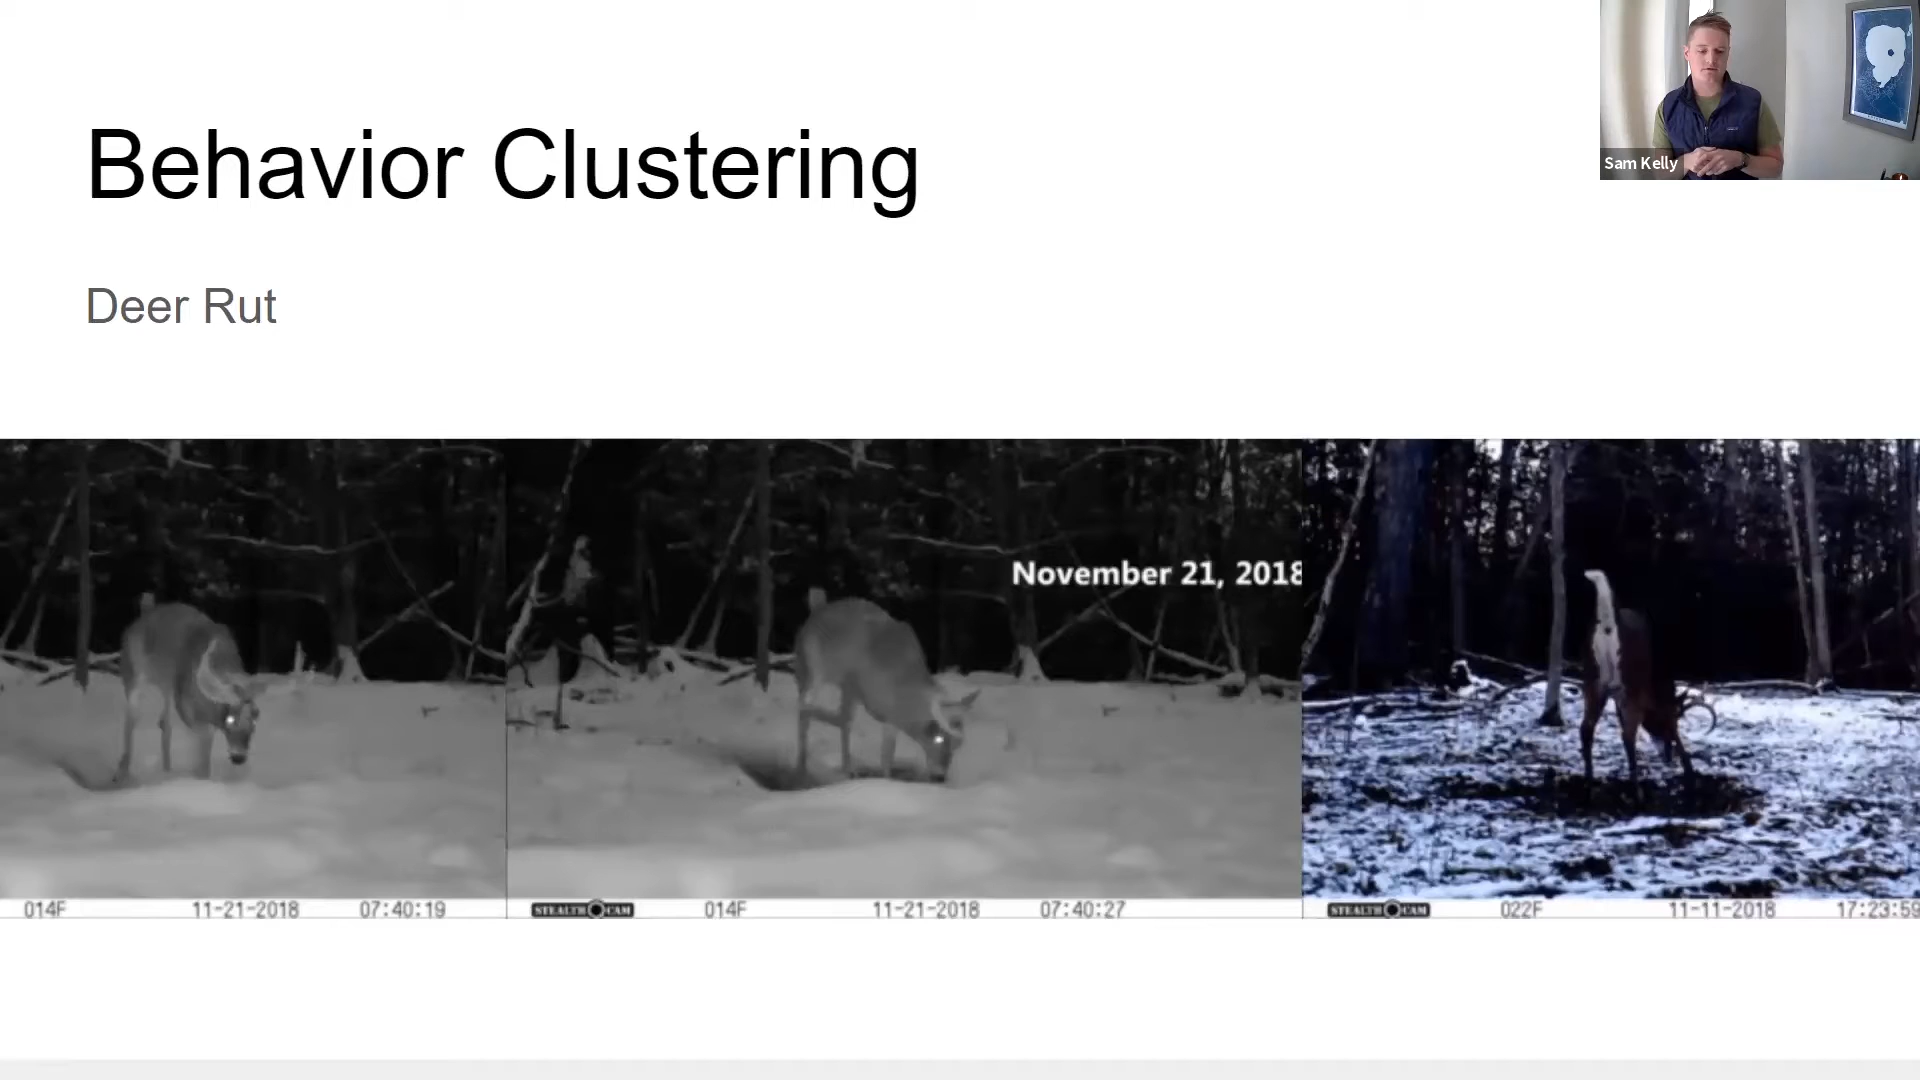 Behavior Clustering
Sam Kelly
Deer Rut
November 21, 2018
014F 11-21-2018 07:40:19
STEALTH CAM 014F 11-21-2018 07:40:27
STEALTH CAM 022F 11-11-2018 17:23:59